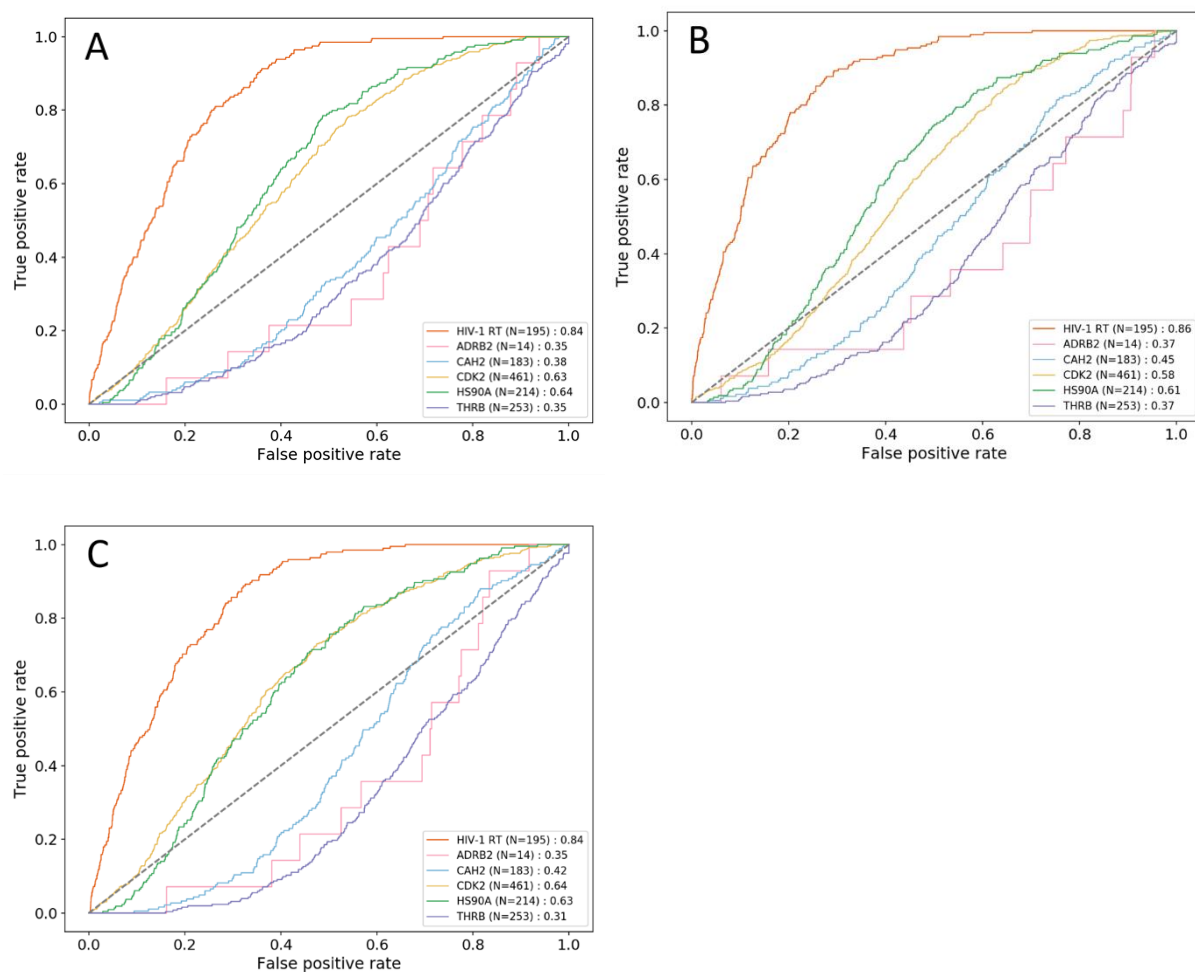 A
1.0
0.8
0.6
0.4
0.2
0.0
True positive rate
0.0 0.2 0.4 0.6 0.8 1.0
False positive rate
HIV-1 RT (N=195) : 0.84
ADRB2 (N=14) : 0.35
CAH2 (N=183) : 0.38
CDK2 (N=461) : 0.63
HS90A (N=214) : 0.64
THRB (N=253) : 0.35
B
1.0
0.8
0.6
0.4
0.2
0.0
True positive rate
0.0 0.2 0.4 0.6 0.8 1.0
False positive rate
HIV-1 RT (N=195) : 0.86
ADRB2 (N=14) : 0.37
CAH2 (N=183) : 0.45
CDK2 (N=461) : 0.58
HS90A (N=214) : 0.61
THRB (N=253) : 0.37
C
1.0
0.8
0.6
0.4
0.2
0.0
True positive rate
0.0 0.2 0.4 0.6 0.8 1.0
False positive rate
HIV-1 RT (N=195) : 0.84
ADRB2 (N=14) : 0.35
CAH2 (N=183) : 0.42
CDK2 (N=461) : 0.64
HS90A (N=214) : 0.63
THRB (N=253) : 0.31